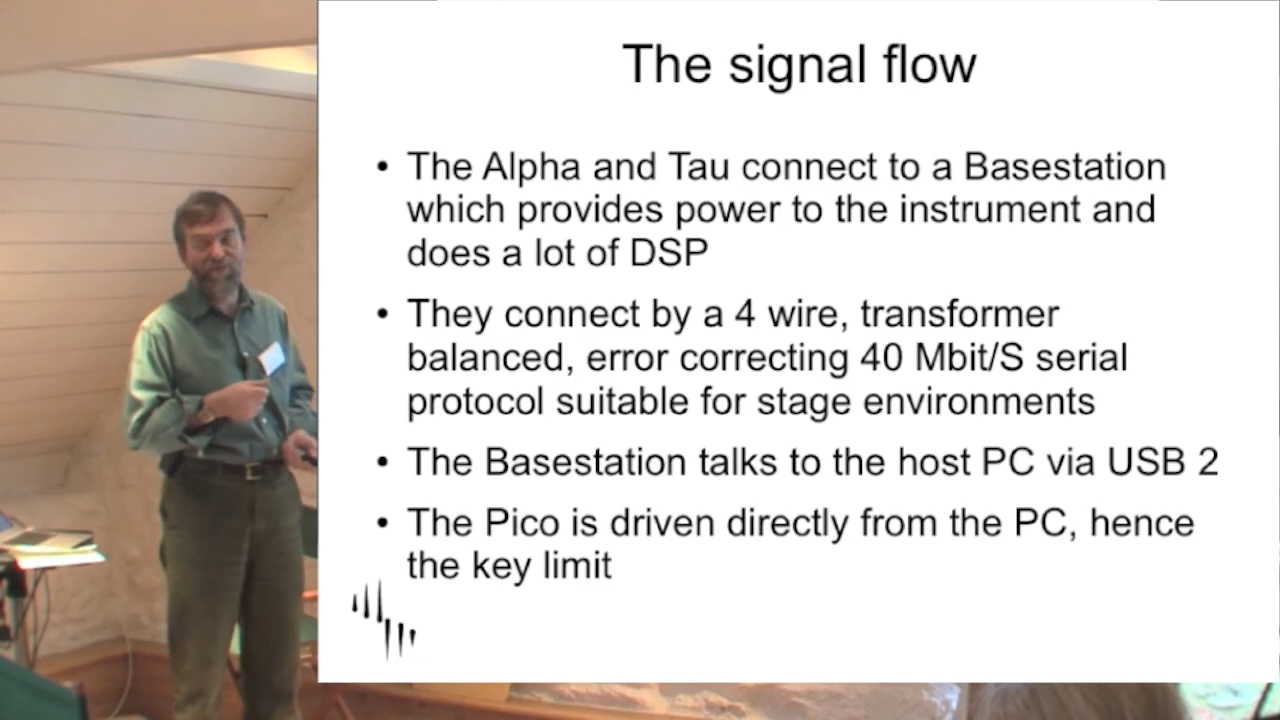 The signal flow
• The Alpha and Tau connect to a Basestation
which provides power to the instrument and
does a lot of DSP
• They connect by a 4 wire, transformer
balanced, error correcting 40 Mbit/S serial
protocol suitable for stage environments
• The Basestation talks to the host PC via USB 2
• The Pico is driven directly from the PC, hence
the key limit